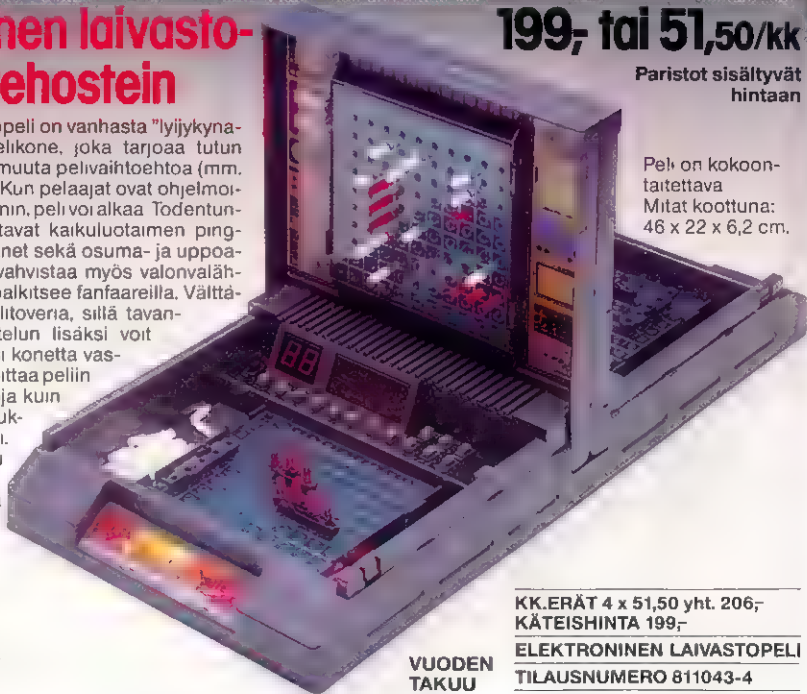 nen laivasto-
ehostein
199,- tai 51,50/kk
Paristot sisältyvät
hintaan
opeli on vanhasta "lyijykyna-
elikone, joka tarjoaa tutun
muuta pelivaihtoehtoa (mm.
Kun pelaajat ovat ohjelmoi-
nin, peli voi alkaa Todentun-
tavat kaikuluotaimen ping-
net sekä osuma- ja uppoa-
vahvistaa myös valonvaläh-
palkitsee fanfaareilla. Välttä-
litoveria, sillä tavan-
telun lisäksi voit
i konetta vas-
ittaa peliin
ja kuin
uk-
Peli on kokoon-
taitettava
Mitat koottuna:
46 x 22 x 6,2 cm.
88
VUODEN
TAKUU
KK.ERÄT 4 x 51,50 yht. 206,-
KÄTEISHINTA 199,-
ELEKTRONINEN LAIVASTOPELI
TILAUSNUMERO 811043-4